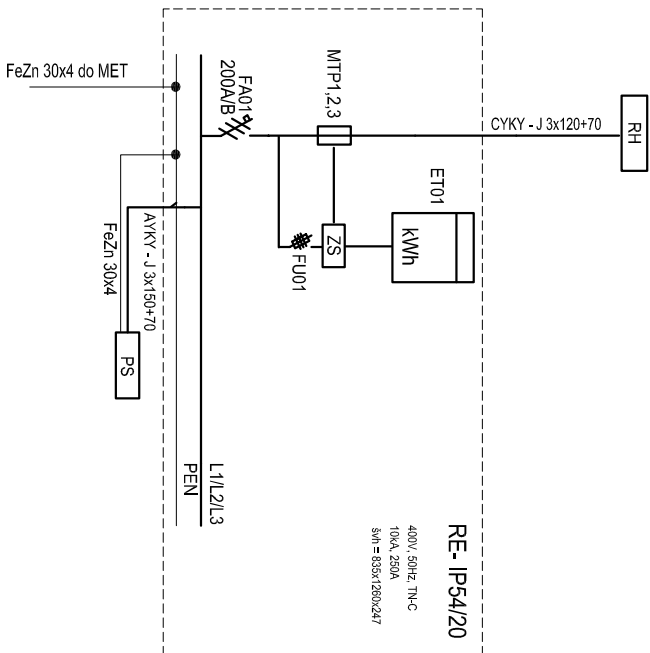 FeZn 30x4 do MET
FA01
200A/B
MTP1,2,3
CYKY - J 3x120+70
RH
ET01
kWh
ZS
FU01
AYKY - J 3x150+70
FeZn 30x4
PS
L1/L2/L3
PEN
RE- IP54/20
400V, 50Hz, TN-C
10kA, 250A
švh = 835x1260x247